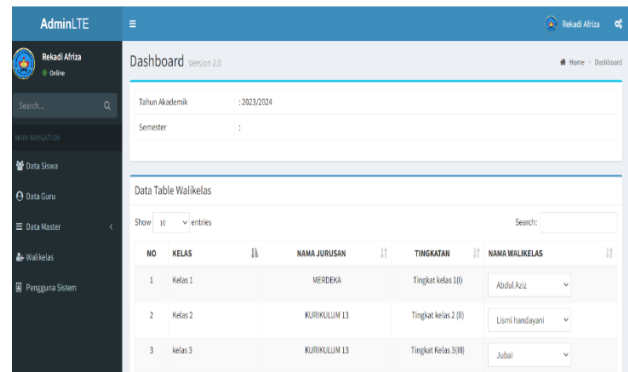 AdminLTE
Rekadi Afriza
Rekadi Afriza
Online
Dashboard Version 2.0
Home > Dashboard
Search...
MAIN NAVIGATION
Data Siswa
Data Guru
Data Master
Walikelas
Pengguna Sistem
Tahun Akademik : 2023/2024
Semester :
Data Table Walikelas
Show 10 entries
Search:
NO KELAS NAMA JURUSAN TINGKATAN NAMA WALIKELAS
1 Kelas 1 MERDEKA Tingkat kelas 1(I) Abdul Aziz
2 Kelas 2 KURIKULUM 13 Tingkat kelas 2 (II) Lismi handayani
3 kelas 3 KURIKULUM 13 Tingkat Kelas 3(III) Jubai